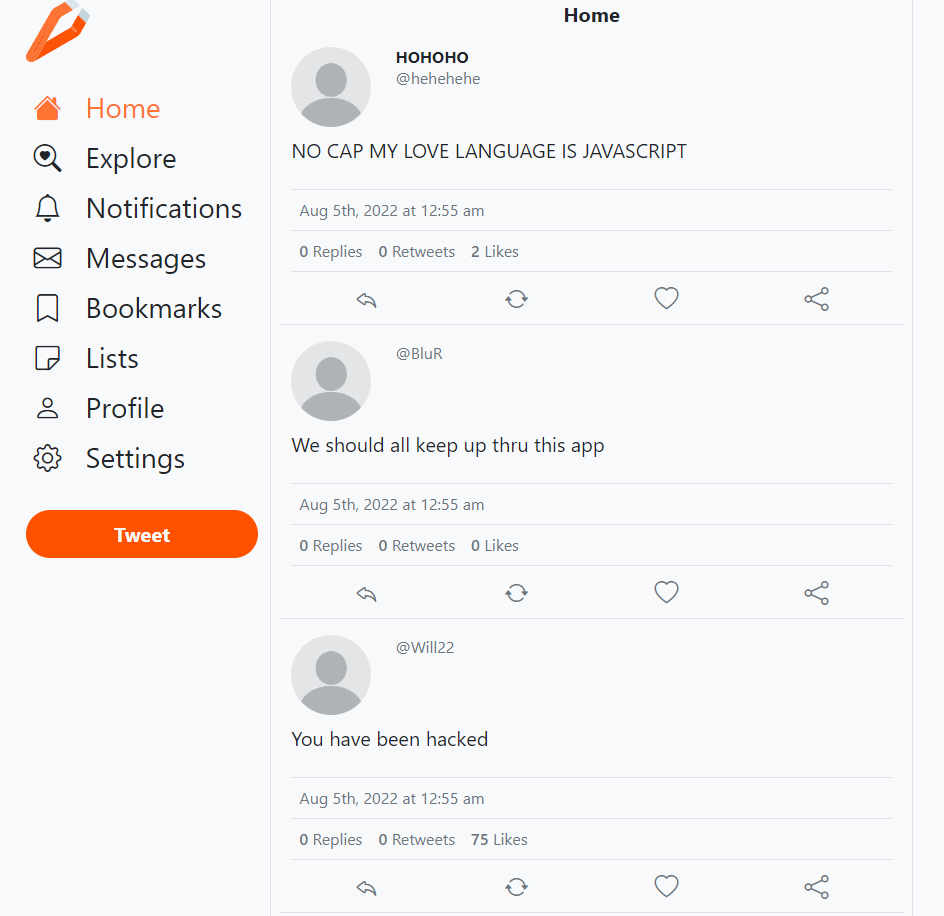 Home
Explore
Notifications
Messages
Bookmarks
Lists
Profile
Settings
Tweet
Home
HOHOHO
@hehehehe
NO CAP MY LOVE LANGUAGE IS JAVASCRIPT
Aug 5th, 2022 at 12:55 am
0 Replies 0 Retweets 2 Likes
@BluR
We should all keep up thru this app
Aug 5th, 2022 at 12:55 am
0 Replies 0 Retweets 0 Likes
@Will22
You have been hacked
Aug 5th, 2022 at 12:55 am
0 Replies 0 Retweets 75 Likes